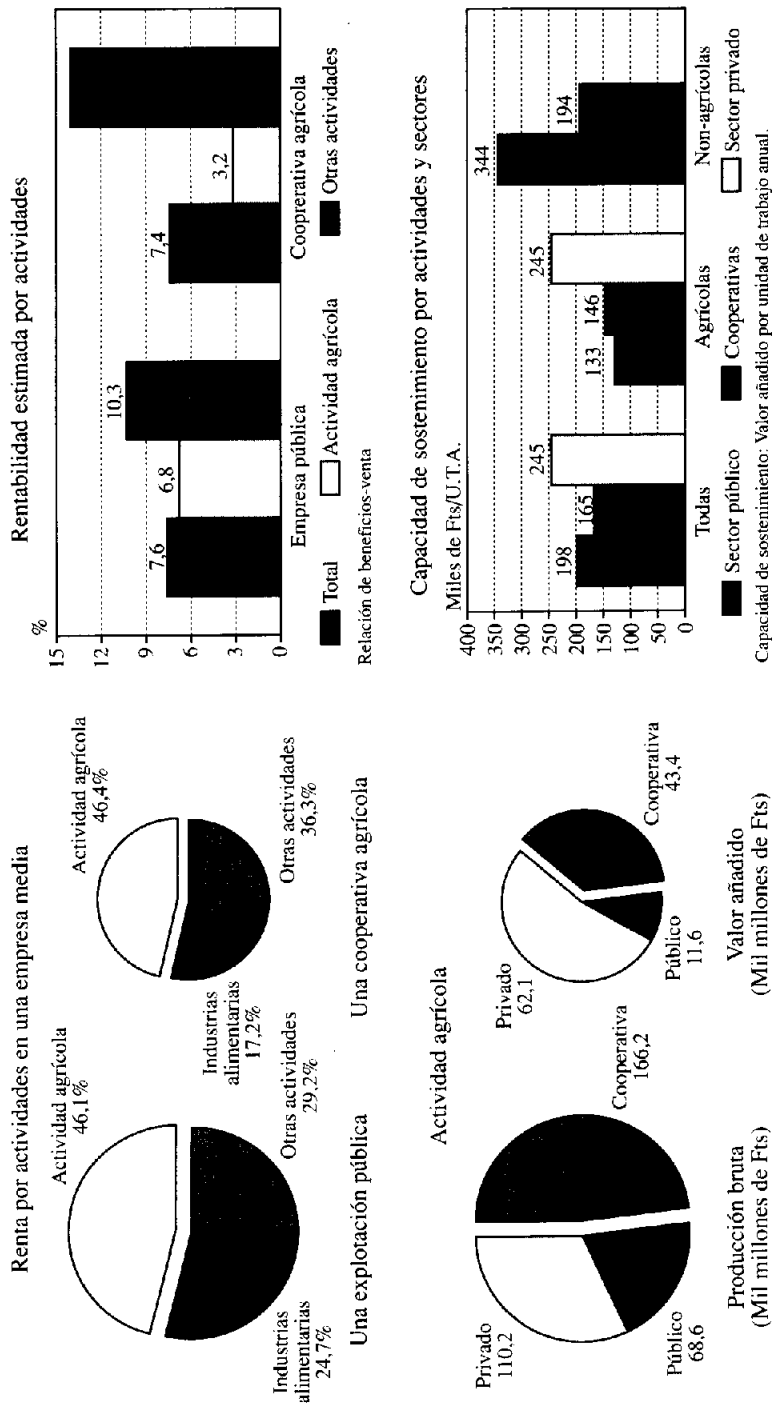 Renta por actividades en una empresa media
Actividad agrícola
46,1%
Industrias
alimentarias
24,7%
Otras actividades
29,2%
Una explotación pública
Actividad agrícola
46,4%
Industrias
alimentarias
17,2%
Otras actividades
36,3%
Una cooperativa agrícola
Rentabilidad estimada por actividades
%
15
12
9
6
3
0
7,6
6,8
10,3
7,4
3,2
Empresa pública
Cooprerativa agrícola
Total
Actividad agrícola
Otras actividades
Relación de beneficios-venta
Actividad agrícola
Privado
110,2
Cooperativa
166,2
Público
68,6
Producción bruta
(Mil millones de Fts)
Privado
62,1
Cooperativa
43,4
Público
11,6
Valor añadido
(Mil millones de Fts)
Capacidad de sostenimiento por actividades y sectores
Miles de Fts/U.T.A.
400
350
300
250
200
150
100
50
0
198
165
245
133
146
245
344
194
Todas
Agrícolas
Non-agrícolas
Sector público
Cooperativas
Sector privado
Capacidad de sostenimiento: Valor añadido por unidad de trabajo anual.